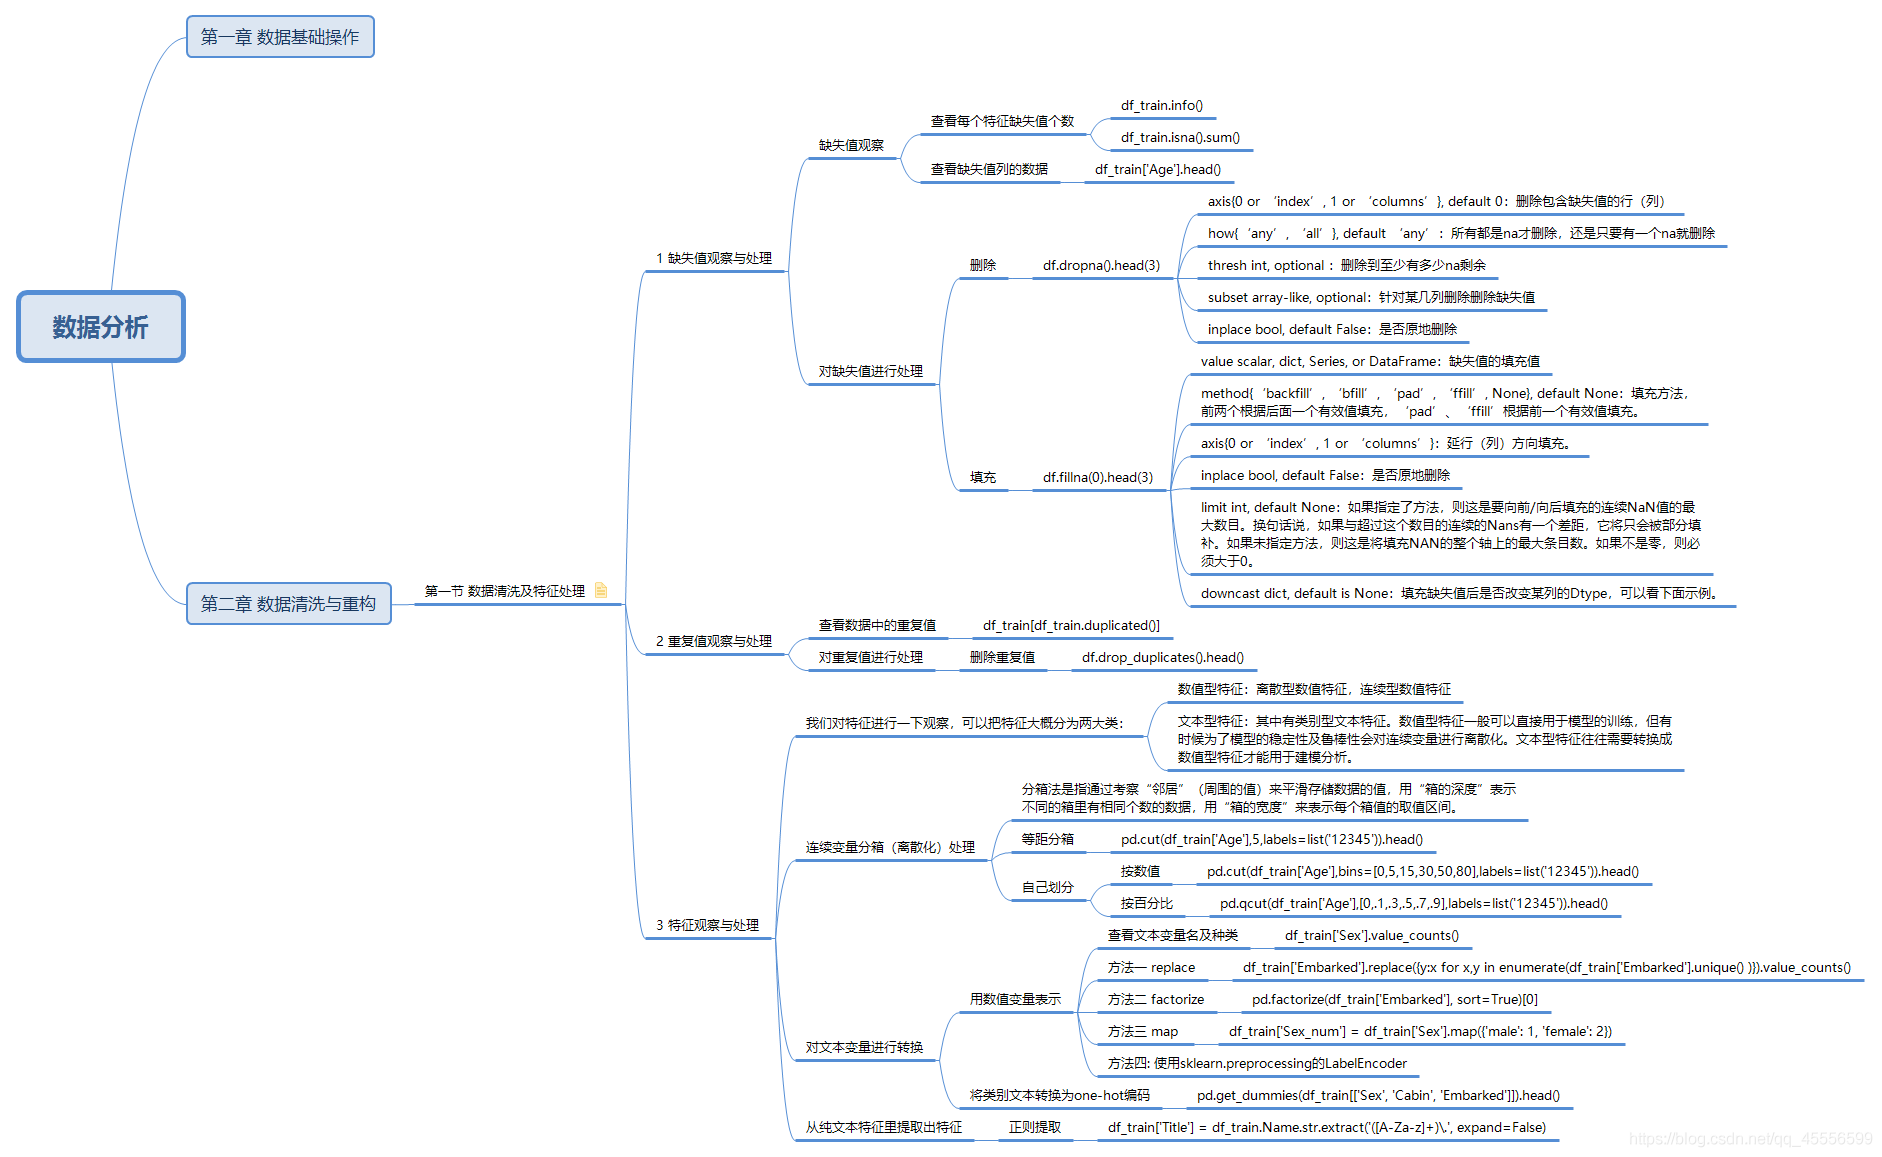 第一章 数据基础操作
数据分析
第二章 数据清洗与重构
第一节 数据清洗及特征处理
1 缺失值观察与处理
缺失值观察
查看每个特征缺失值个数
df_train.info()
df_train.isna().sum()
查看缺失值列的数据
df_train['Age'].head()
对缺失值进行处理
删除
df.dropna().head(3)
axis{0 or ‘index’, 1 or ‘columns’}, default 0：删除包含缺失值的行（列）
how{‘any’, ‘all’}, default ‘any’：所有都是na才删除，还是只要有一个na就删除
thresh int, optional ：删除到至少有多少na剩余
subset array-like, optional：针对某几列删除删除缺失值
inplace bool, default False：是否原地删除
填充
df.fillna(0).head(3)
value scalar, dict, Series, or DataFrame：缺失值的填充值
method{‘backfill’, ‘bfill’, ‘pad’, ‘ffill’, None}, default None：填充方法，
前两个根据后面一个有效值填充，‘pad’、‘ffill’根据前一个有效值填充。
axis{0 or ‘index’, 1 or ‘columns’}：延行（列）方向填充。
inplace bool, default False：是否原地删除
limit int, default None：如果指定了方法，则这是要向前/向后填充的连续NaN值的最
大数目。换句话说，如果与超过这个数目的连续的Nans有一个差距，它将只会被部分填
补。如果未指定方法，则这是将填充NAN的整个轴上的最大条目数。如果不是零，则必
须大于0。
downcast dict, default is None：填充缺失值后是否改变某列的Dtype，可以看下面示例。
2 重复值观察与处理
查看数据中的重复值
df_train[df_train.duplicated()]
对重复值进行处理
删除重复值
df.drop_duplicates().head()
3 特征观察与处理
我们对特征进行一下观察，可以把特征大概分为两大类：
数值型特征：离散型数值特征，连续型数值特征
文本型特征：其中有类别型文本特征。数值型特征一般可以直接用于模型的训练，但有
时候为了模型的稳定性及鲁棒性会对连续变量进行离散化。文本型特征往往需要转换成
数值型特征才能用于建模分析。
连续变量分箱（离散化）处理
分箱法是指通过考察“邻居”（周围的值）来平滑存储数据的值，用“箱的深度”表示
不同的箱里有相同个数的数据，用“箱的宽度”来表示每个箱值的取值区间。
等距分箱
pd.cut(df_train['Age'],5,labels=list('12345')).head()
自己划分
按数值
pd.cut(df_train['Age'],bins=[0,5,15,30,50,80],labels=list('12345')).head()
按百分比
pd.qcut(df_train['Age'],[0,.1,.3,.5,.7,.9],labels=list('12345')).head()
对文本变量进行转换
用数值变量表示
查看文本变量名及种类
df_train['Sex'].value_counts()
方法一 replace
df_train['Embarked'].replace({y:x for x,y in enumerate(df_train['Embarked'].unique() )}).value_counts()
方法二 factorize
pd.factorize(df_train['Embarked'], sort=True)[0]
方法三 map
df_train['Sex_num'] = df_train['Sex'].map({'male': 1, 'female': 2})
方法四: 使用sklearn.preprocessing的LabelEncoder
将类别文本转换为one-hot编码
pd.get_dummies(df_train[['Sex', 'Cabin', 'Embarked']]).head()
从纯文本特征里提取出特征
正则提取
df_train['Title'] = df_train.Name.str.extract('([A-Za-z]+)\.', expand=False)
https://blog.csdn.net/qq_45556599